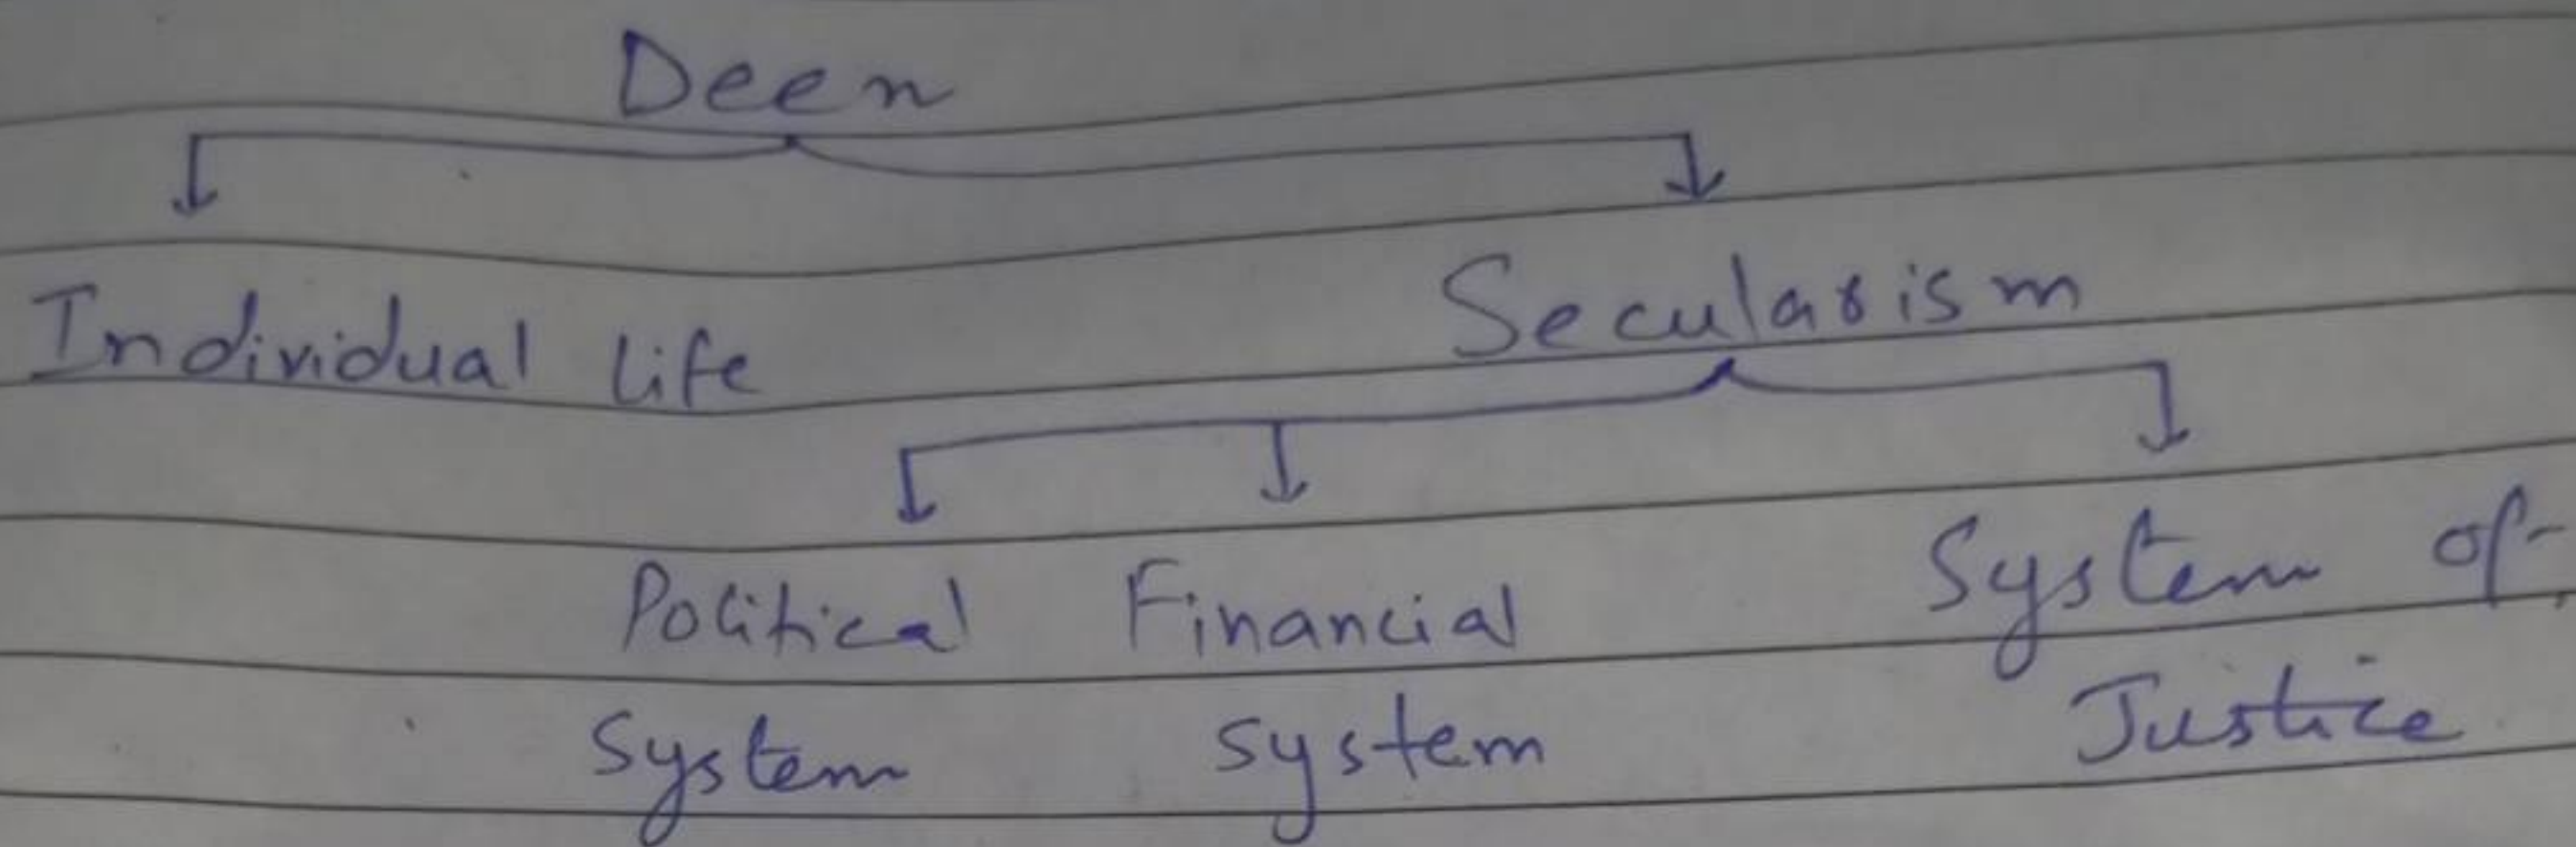 Deen
Individual life
Secularism
Political Financial System of
System System Justice